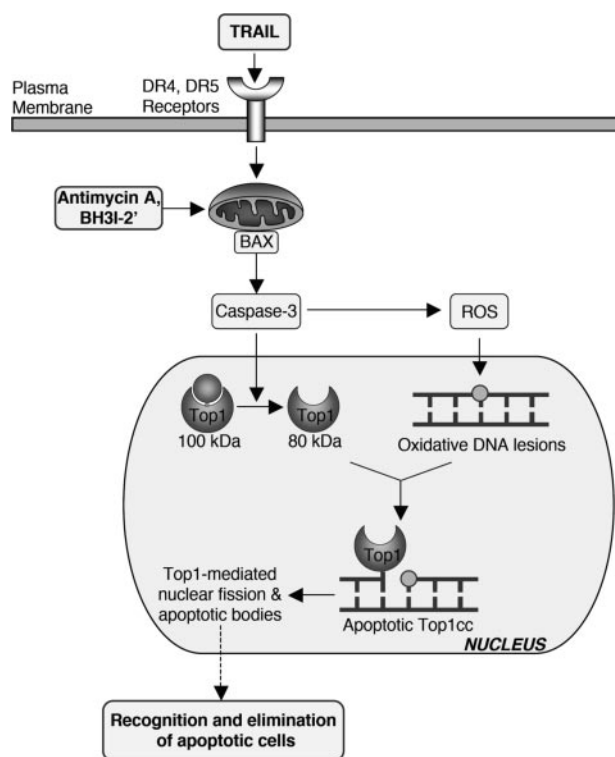 TRAIL
Plasma
Membrane
DR4, DR5
Receptors
Antimycin A,
BH3I-2'
BAX
Caspase-3
ROS
Top1
100 kDa
Top1
80 kDa
Oxidative DNA lesions
Top1
Top1-mediated
nuclear fission &
apoptotic bodies
Apoptotic Top1cc
NUCLEUS
Recognition and elimination
of apoptotic cells